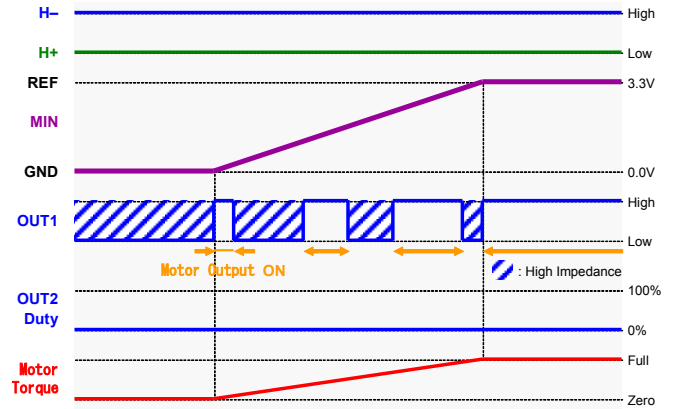 H– High
H+ Low
REF 3.3V
MIN
GND 0.0V
High
OUT1
Low
Motor Output ON
: High Impedance
OUT2 100%
Duty
0%
Motor Full
Torque
Zero